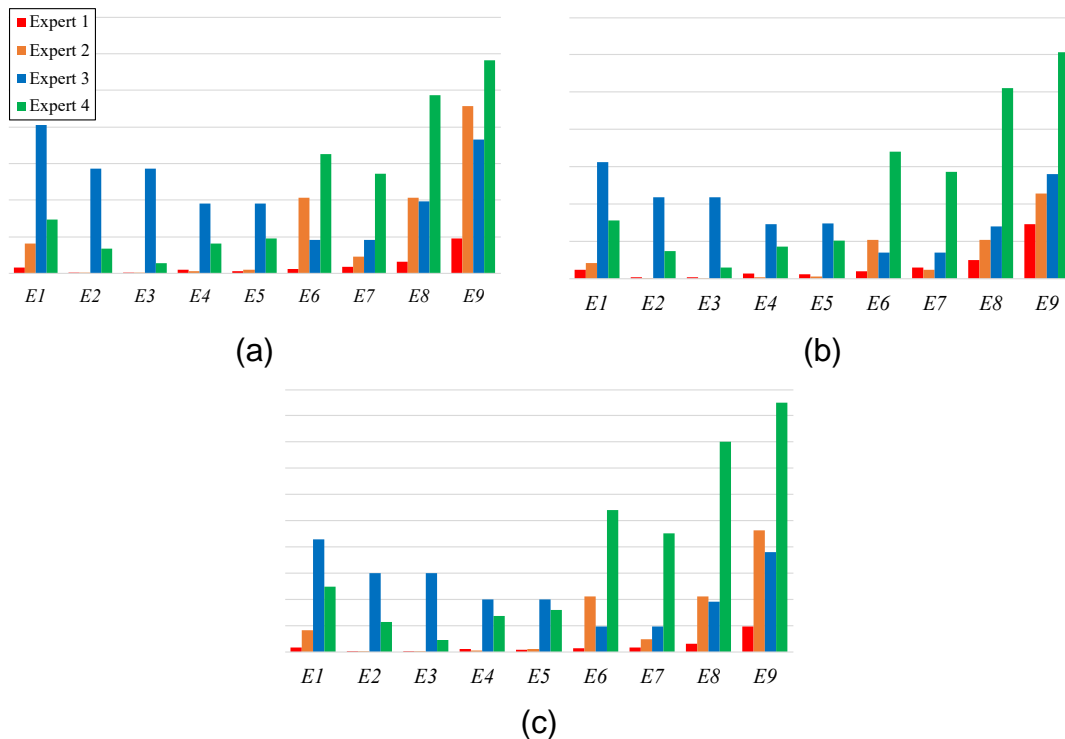 Expert 1
Expert 2
Expert 3
Expert 4
E1 E2 E3 E4 E5 E6 E7 E8 E9
(a)
E1 E2 E3 E4 E5 E6 E7 E8 E9
(b)
E1 E2 E3 E4 E5 E6 E7 E8 E9
(c)